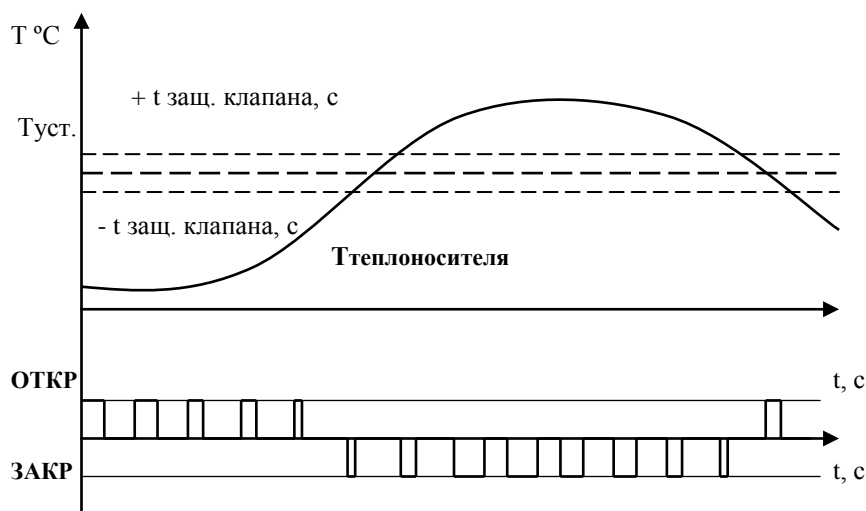 T ºC
+ t защ. клапана, с
Туст.
- t защ. клапана, с
Ттеплоносителя
ОТКР
t, с
ЗАКР
t, с